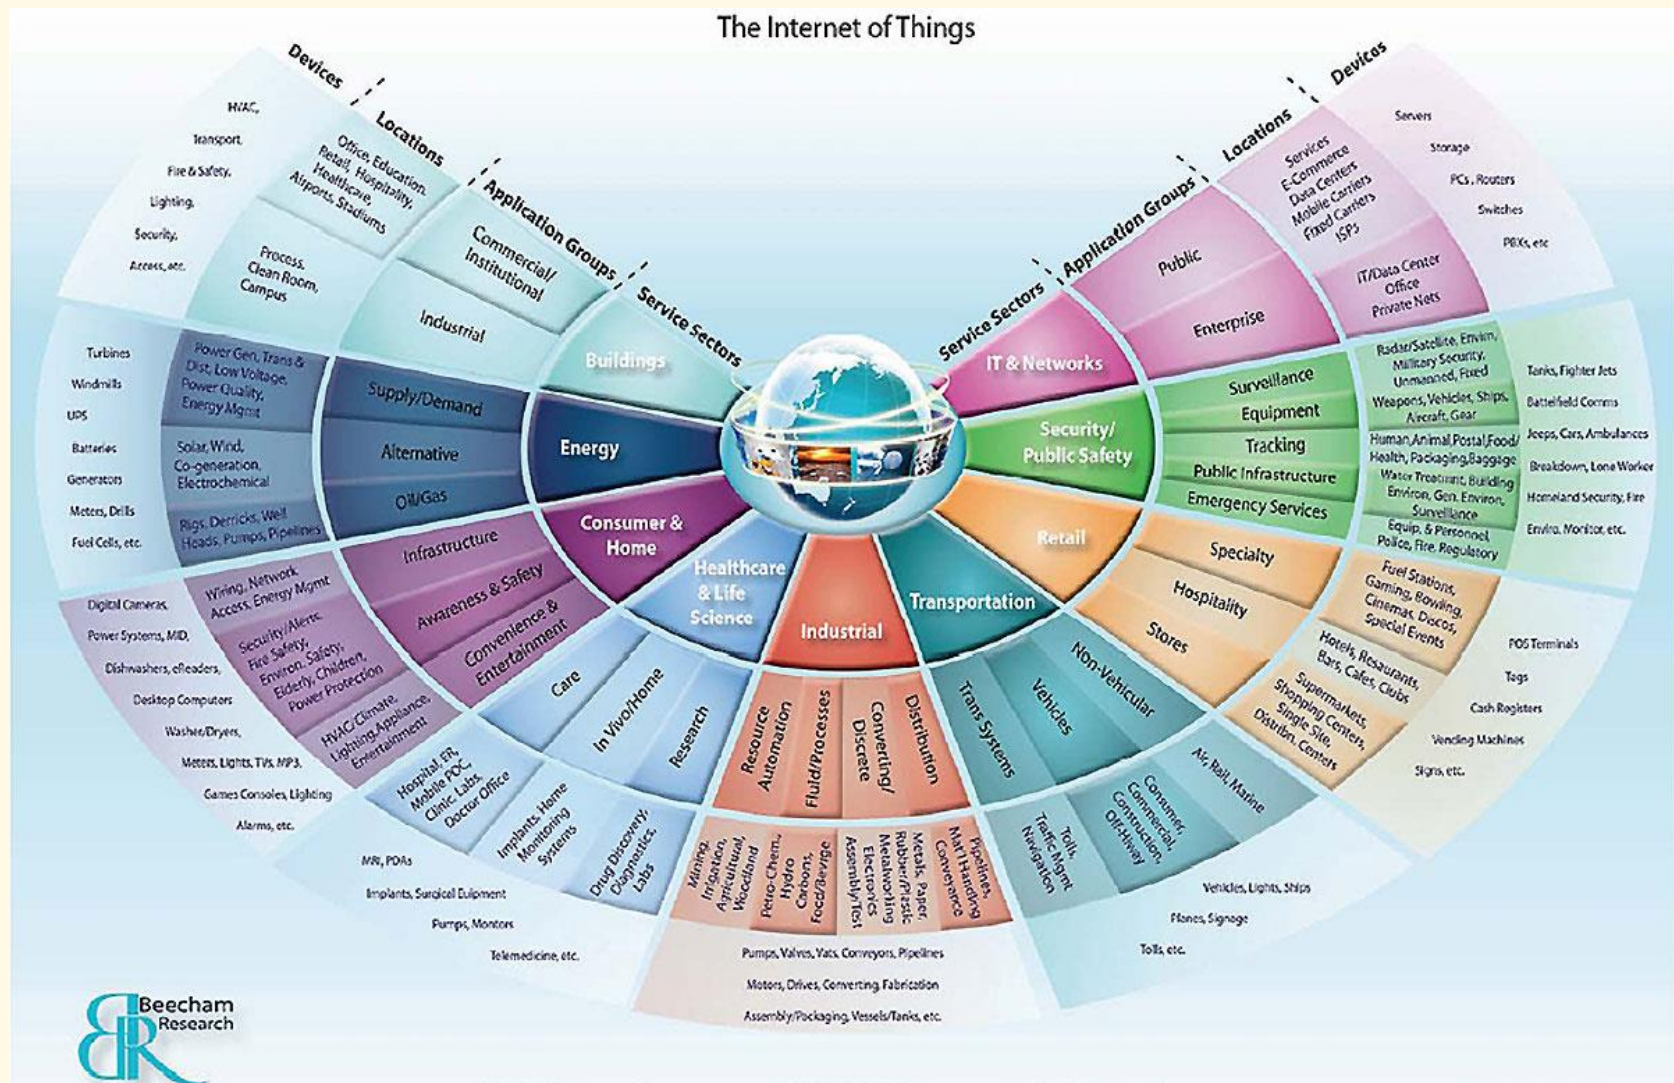 The Internet of Things
Devices
Locations
Application Groups
Service Sectors
Service Sectors
Application Groups
Locations
Devices
HVAC,
Transport,
Fire & Safety,
Lighting,
Security,
Access, etc.
Office, Education,
Retail, Hospitality,
Healthcare,
Airports, Stadiums
Process,
Clean Room,
Campus
Commercial/
Institutional
Industrial
Buildings
Turbines
Windmills
UPS
Batteries
Generators
Meters, Drills
Fuel Cells, etc.
Power Gen, Trans &
Dist, Low Voltage,
Power Quality,
Energy Mgmt
Solar, Wind,
Co-generation,
Electrochemical
Rigs, Derricks, Well
Heads, Pumps, Pipelines
Supply/Demand
Alternative
Oil/Gas
Energy
Digital Cameras,
Power Systems, MID,
Dishwashers, eReaders,
Desktop Computers
Washer/Dryers,
Meters, Lights, TVs, MP3,
Games Consoles, Lighting
Alarms, etc.
Wiring, Network
Access, Energy Mgmt
Security/Alerts
Fire Safety,
Environ. Safety,
Elderly, Children,
Power Protection
HVAC/Climate,
Lighting, Appliance,
Entertainment
Infrastructure
Awareness & Safety
Convenience &
Entertainment
Consumer &
Home
MRI, PDAs
Implants, Surgical Euipment
Pumps, Montors
Telemedicine, etc.
Hospital, ER,
Mobile POC,
Clinic, Labs,
Doctor Office
Implants, Home
Monitoring
Systems
Drug Discovery,
Diagnostics,
Labs
Care
In Vivo/Home
Research
Healthcare
& Life
Science
Industrial
Resource
Automation
Fluid/Processes
Converting/
Discrete
Distribution
Mining,
Irrigation,
Agricultural,
Woodland
Petro-Chem.,
Hydro
Carbons,
Food/Bevrge
Metals, Paper,
Rubber/Plastic
Metalworking
Electronics
Assembly/Test
Pipelines,
Mat'l Handling
Conveyance
Pumps, Valves, Vats, Conveyors, Pipelines
Motors, Drives, Converting, Fabrication
Assembly/Packaging, Vessels/Tanks, etc.
Transportation
Trans Systems
Vehicles
Non-Vehicular
Tolls,
Traffic Mgmt
Navigation
Consumer,
Commercial,
Construction,
Off-Hiway
Air, Rail, Marine
Vehicles, Lights, Ships
Planes, Signage
Tolls, etc.
Retail
Specialty
Hospitality
Stores
Fuel Stations,
Gaming, Bowling,
Cinemas, Discos,
Special Events
Hotels, Resaurants,
Bars, Cafes, Clubs
Supermarkets,
Shopping Centers,
Single Site,
Distribn. Centers
POS Terminals
Tags
Cash Registers
Vending Machines
Signs, etc.
Security/
Public Safety
Surveillance
Equipment
Tracking
Public Infrastructure
Emergency Services
Radar/Satellite, Environ,
Military Security,
Unmanned, Fixed
Weapons, Vehicles, Ships,
Aircraft, Gear
Human, Animal, Postal, Food/
Health, Packaging, Baggage
Water Treatmnt, Building
Environ, Gen. Environ,
Surveillance
Equip. & Personnel,
Police, Fire, Regulatory
Tanks, Fighter Jets
Battelfield Comms
Jeeps, Cars, Ambulances
Breakdown, Lone Worker
Homeland Security, Fire
Enviro. Monitor, etc.
IT & Networks
Public
Enterprise
Services
E-Commerce
Data Centers
Mobile Carriers
Fixed Carriers
ISPs
IT/Data Center
Office
Private Nets
Servers
Storage
PCs, Routers
Switches
PBXs, etc
Beecham
Research
BR